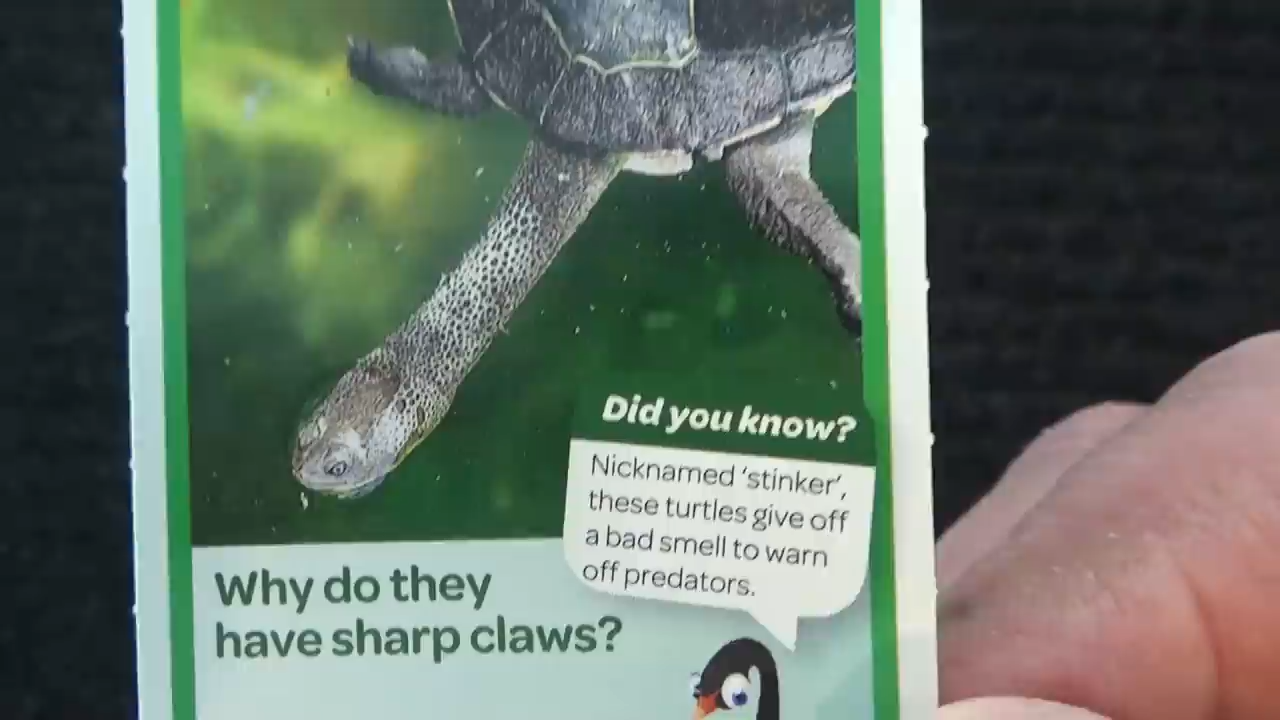 Did you know?
Nicknamed ‘stinker’,
these turtles give off
a bad smell to warn
off predators.
Why do they
have sharp claws?